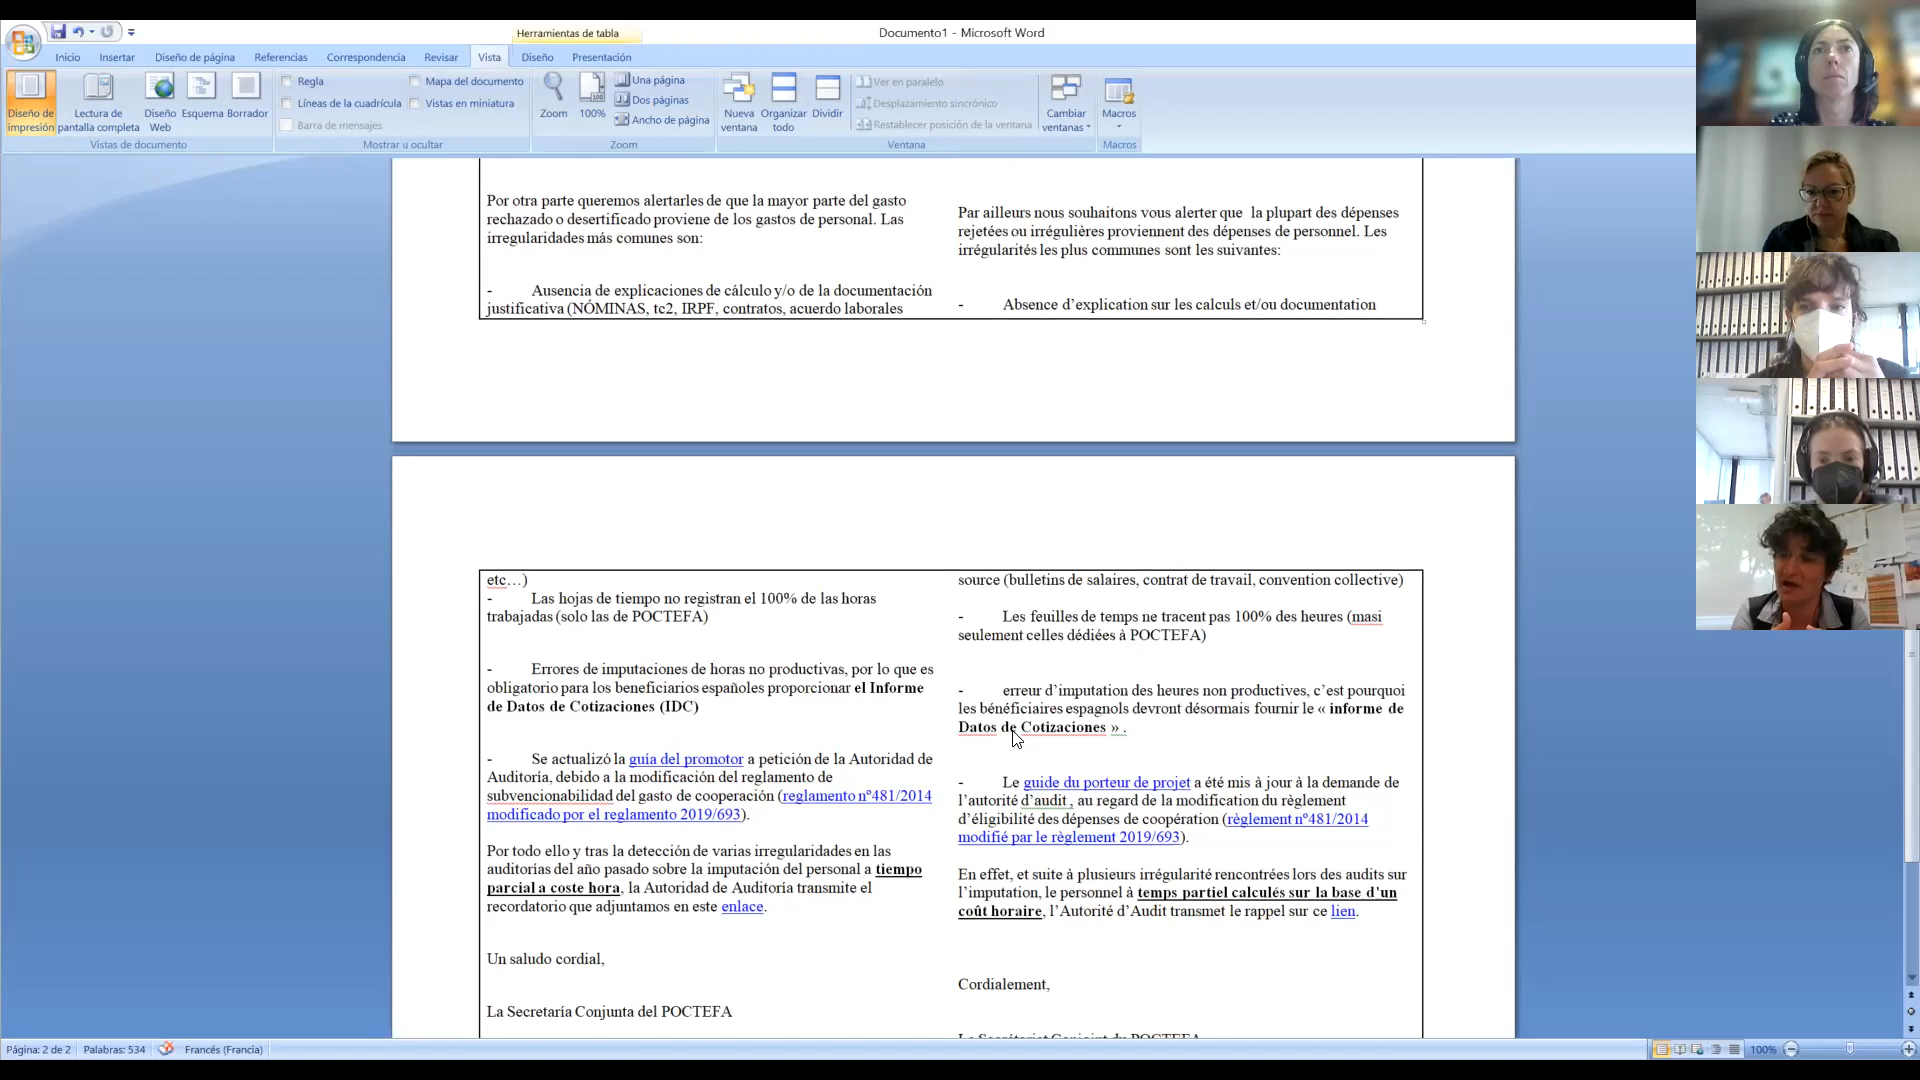 Herramientas de tabla
Documento1 - Microsoft Word
Inicio
Insertar
Diseño de página
Referencias
Correspondencia
Revisar
Vista
Diseño
Presentación
Diseño de impresión
Lectura de pantalla completa
Diseño Web
Esquema
Borrador
Vistas de documento
Regla
Líneas de la cuadrícula
Barra de mensajes
Mapa del documento
Vistas en miniatura
Mostrar u ocultar
Zoom
100%
Una página
Dos páginas
Ancho de página
Zoom
Nueva ventana
Organizar todo
Dividir
Ver en paralelo
Desplazamiento sincrónico
Restablecer posición de la ventana
Ventana
Cambiar ventanas
Macros
Macros
Por otra parte queremos alertarles de que la mayor parte del gasto
rechazado o desertificado proviene de los gastos de personal. Las
irregularidades más comunes son:
- Ausencia de explicaciones de cálculo y/o de la documentación
justificativa (NÓMINAS, tc2, IRPF, contratos, acuerdo laborales
Par ailleurs nous souhaitons vous alerter que la plupart des dépenses
rejetées ou irrégulières proviennent des dépenses de personnel. Les
irrégularités les plus communes sont les suivantes:
- Absence d’explication sur les calculs et/ou documentation
etc…)
- Las hojas de tiempo no registran el 100% de las horas
trabajadas (solo las de POCTEFA)
- Errores de imputaciones de horas no productivas, por lo que es
obligatorio para los beneficiarios españoles proporcionar el Informe
de Datos de Cotizaciones (IDC)
- Se actualizó la guía del promotor a petición de la Autoridad de
Auditoría, debido a la modificación del reglamento de
subvencionabilidad del gasto de cooperación (reglamento nº481/2014
modificado por el reglamento 2019/693).
Por todo ello y tras la detección de varias irregularidades en las
auditorías del año pasado sobre la imputación del personal a tiempo
parcial a coste hora, la Autoridad de Auditoría transmite el
recordatorio que adjuntamos en este enlace.
Un saludo cordial,
La Secretaría Conjunta del POCTEFA
source (bulletins de salaires, contrat de travail, convention collective)
- Les feuilles de temps ne tracent pas 100% des heures (masi
seulement celles dédiées à POCTEFA)
- erreur d’imputation des heures non productives, c’est pourquoi
les bénéficiaires espagnols devront désormais fournir le « informe de
Datos de Cotizaciones » .
- Le guide du porteur de projet a été mis à jour à la demande de
l’autorité d’audit , au regard de la modification du règlement
d’éligibilité des dépenses de coopération (règlement nº481/2014
modifié par le règlement 2019/693).
En effet, et suite à plusieurs irrégularité rencontrées lors des audits sur
l’imputation, le personnel à temps partiel calculés sur la base d’un
coût horaire, l’Autorité d’Audit transmet le rappel sur ce lien.
Cordialement,
Le Secrétariat Conjoint du POCTEFA
Página: 2 de 2
Palabras: 534
Francés (Francia)
100%